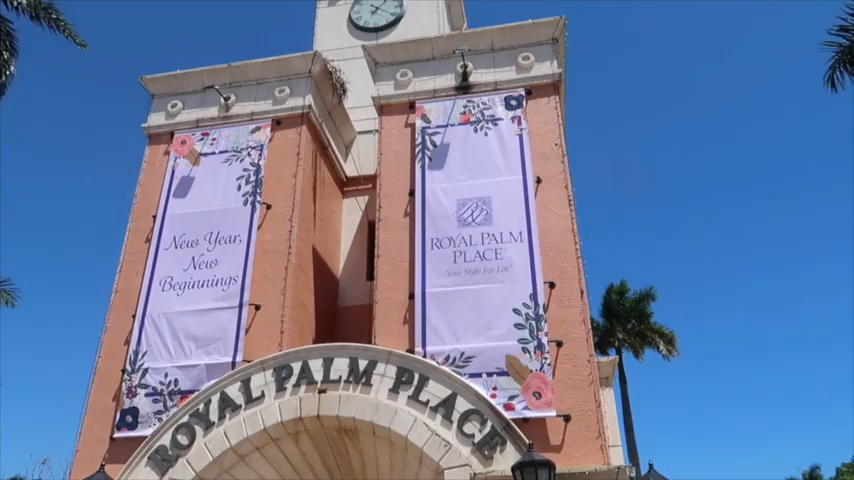 New Year,
New
Beginnings
ROYAL PALM
PLACE
Your Style For Life
ROYAL PALM PLACE